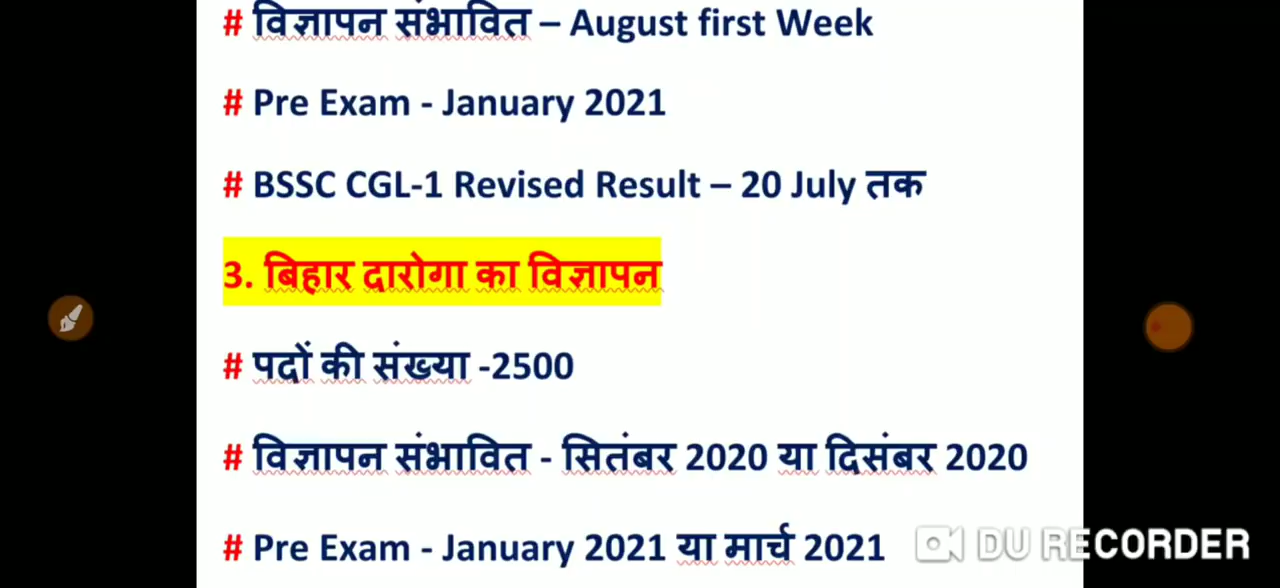 # विज्ञापन संभावित – August first Week
# Pre Exam - January 2021
# BSSC CGL-1 Revised Result – 20 July तक
3. बिहार दारोगा का विज्ञापन
# पदों की संख्या -2500
# विज्ञापन संभावित - सितंबर 2020 या दिसंबर 2020
# Pre Exam - January 2021 या मार्च 2021
DU RECORDER